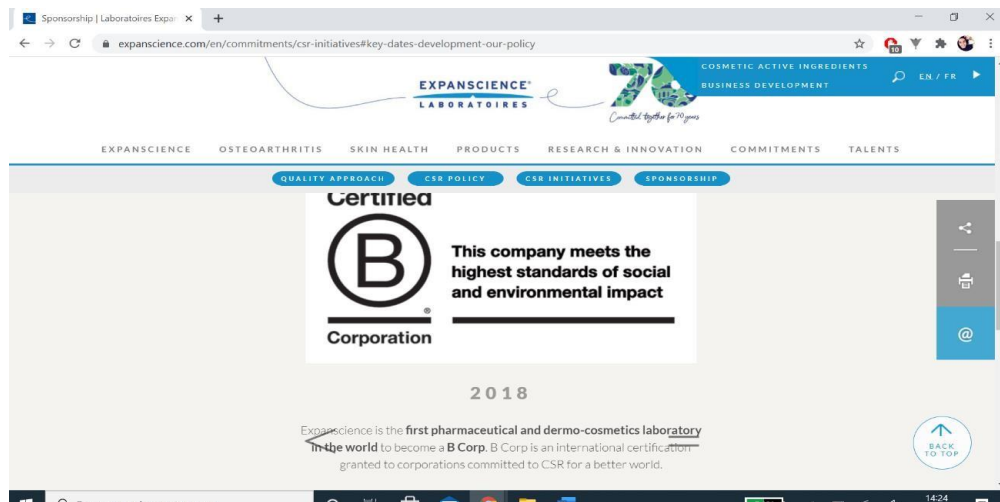 Sponsorship | Laboratoires Expan
expanscience.com/en/commitments/csr-initiatives#key-dates-development-our-policy
10
EXPANSCIENCE®
LABORATOIRES
70
Committed together for 70 years
COSMETIC ACTIVE INGREDIENTS
BUSINESS DEVELOPMENT
EN / FR
EXPANSCIENCE OSTEOARTHRITIS SKIN HEALTH PRODUCTS RESEARCH & INNOVATION COMMITMENTS TALENTS
QUALITY APPROACH CSR POLICY CSR INITIATIVES SPONSORSHIP
Certified
B
®
Corporation
This company meets the
highest standards of social
and environmental impact
@
2018
Expanscience is the first pharmaceutical and dermo-cosmetics laboratory
in the world to become a B Corp. B Corp is an international certification
granted to corporations committed to CSR for a better world.
BACK
TO TOP
14:24